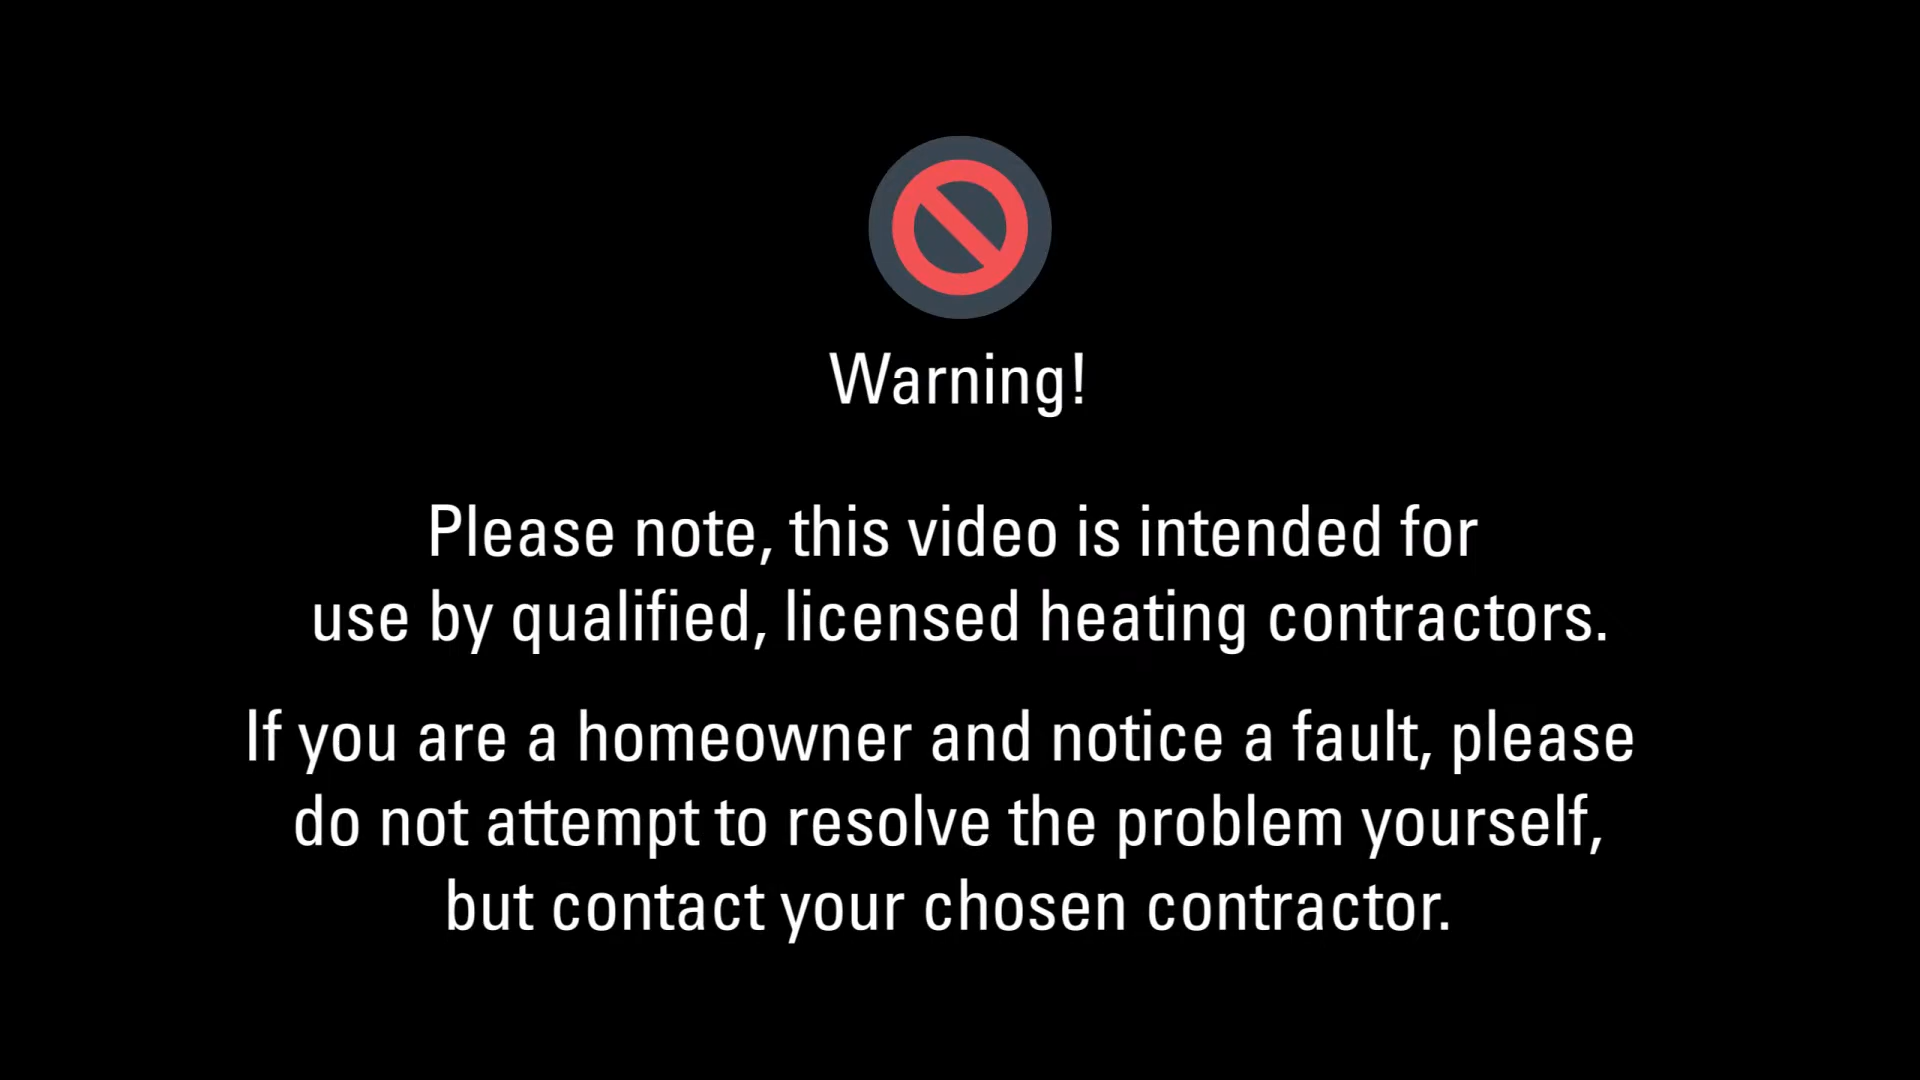 Warning!
Please note, this video is intended for
use by qualified, licensed heating contractors.
If you are a homeowner and notice a fault, please
do not attempt to resolve the problem yourself,
but contact your chosen contractor.